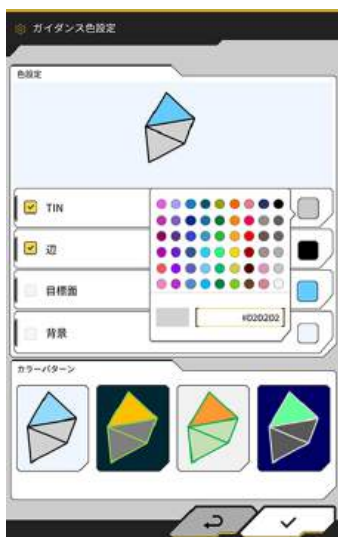 ガイダンス色設定
色設定
TIN
辺
#D2D2D2
目標面
背景
カラーパターン